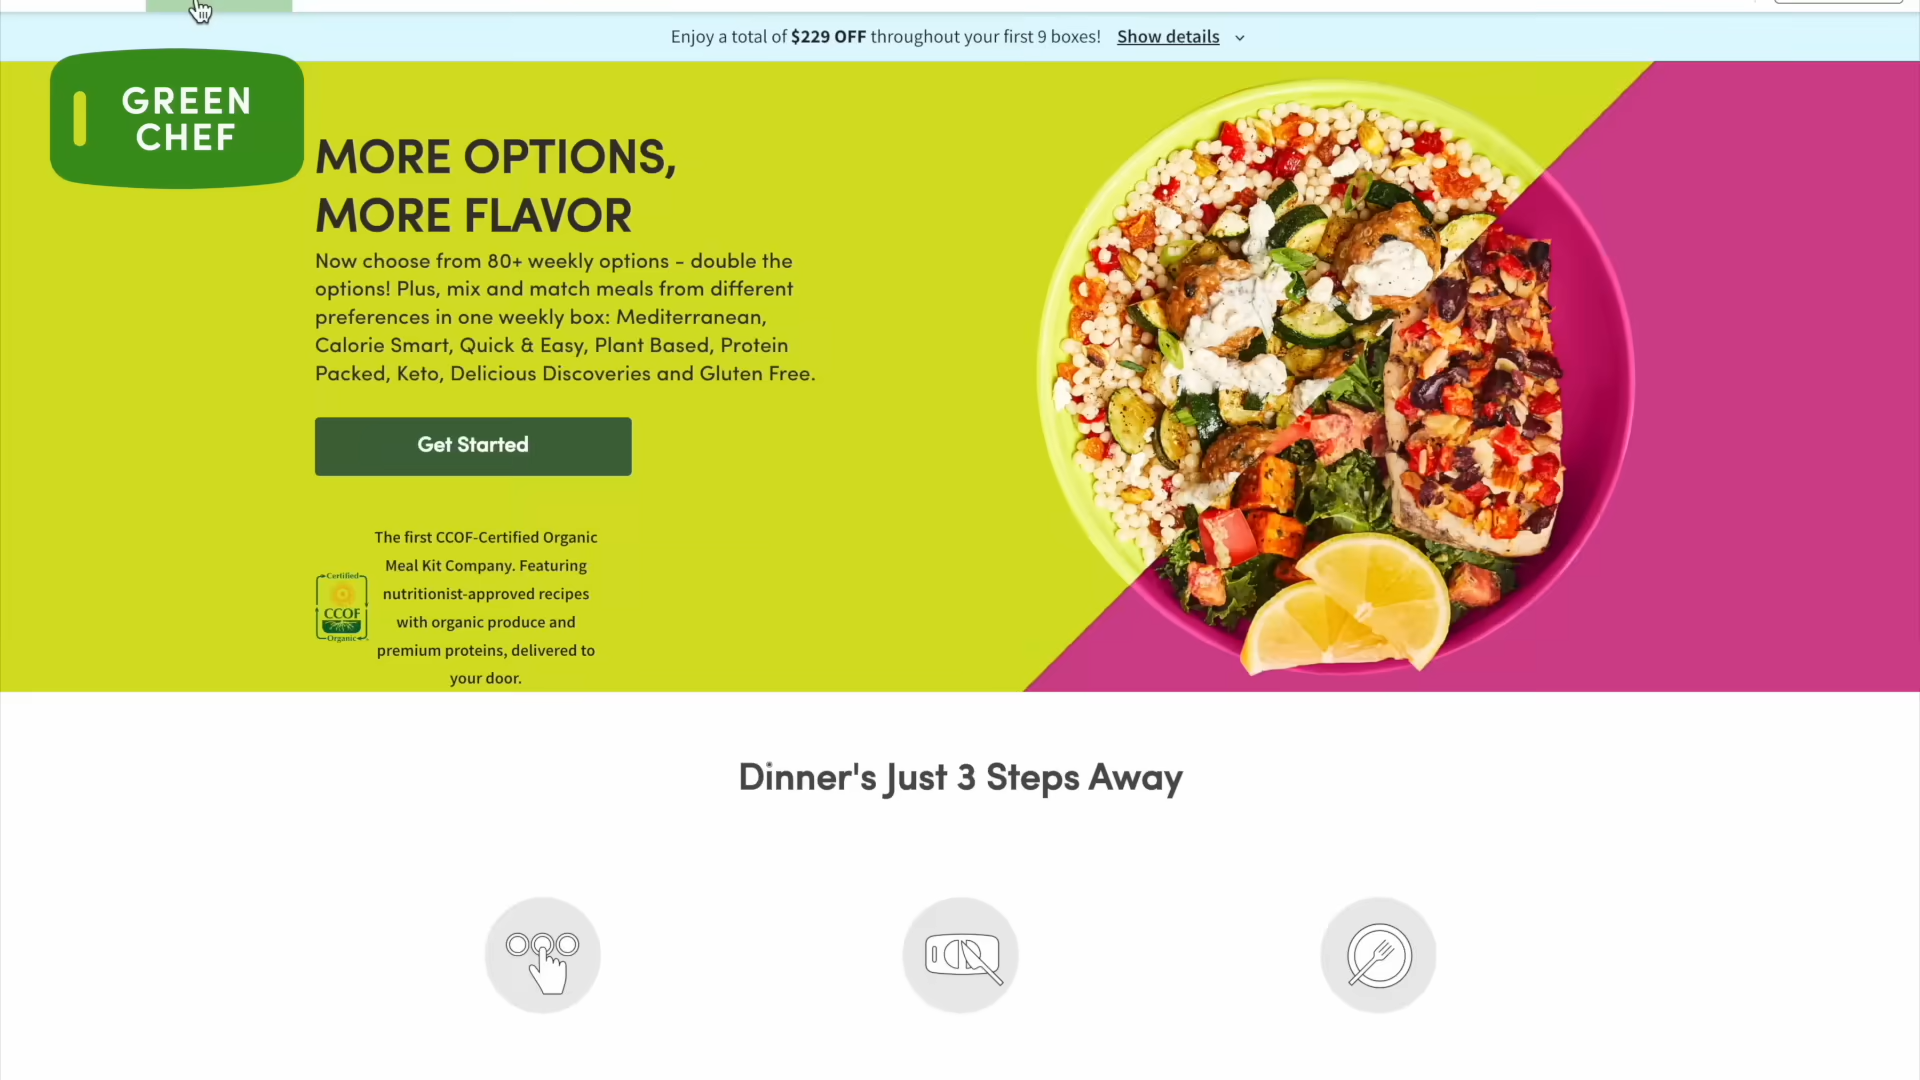 Enjoy a total of $229 OFF throughout your first 9 boxes! Show details
GREEN
CHEF
MORE OPTIONS,
MORE FLAVOR
Now choose from 80+ weekly options - double the
options! Plus, mix and match meals from different
preferences in one weekly box: Mediterranean,
Calorie Smart, Quick & Easy, Plant Based, Protein
Packed, Keto, Delicious Discoveries and Gluten Free.
Get Started
The first CCOF-Certified Organic
Meal Kit Company. Featuring
nutritionist-approved recipes
with organic produce and
premium proteins, delivered to
your door.
Certified
CCOF
Organic
Dinner's Just 3 Steps Away